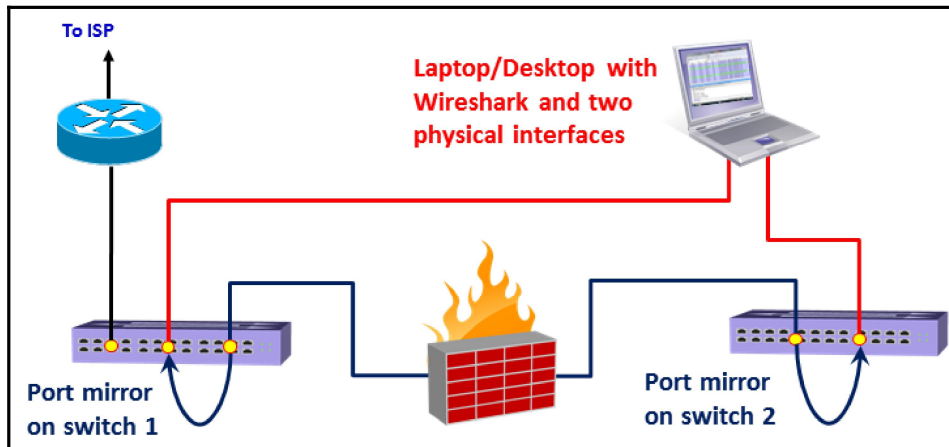 To ISP
Laptop/Desktop with
Wireshark and two
physical interfaces
Port mirror
on switch 1
Port mirror
on switch 2